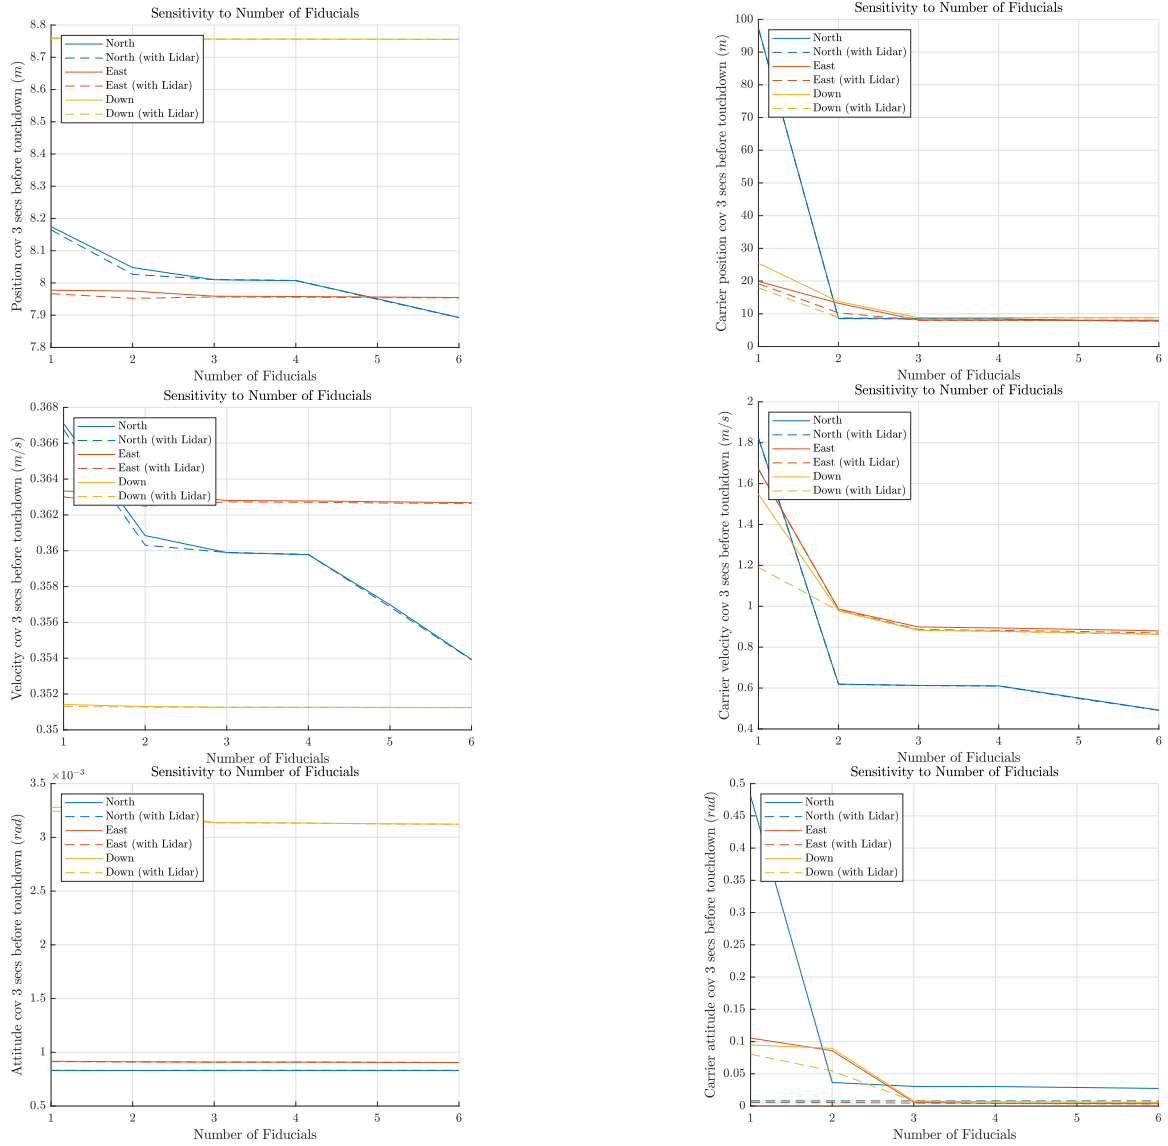 Sensitivity to Number of Fiducials
Position cov 3 secs before touchdown (m)
8.8
8.7
8.6
8.5
8.4
8.3
8.2
8.1
8
7.9
7.8
North
North (with Lidar)
East
East (with Lidar)
Down
Down (with Lidar)
1 2 3 4 5 6
Number of Fiducials
Sensitivity to Number of Fiducials
Carrier position cov 3 secs before touchdown (m)
100
90
80
70
60
50
40
30
20
10
0
North
North (with Lidar)
East
East (with Lidar)
Down
Down (with Lidar)
1 2 3 4 5 6
Number of Fiducials
Sensitivity to Number of Fiducials
Velocity cov 3 secs before touchdown (m/s)
0.368
0.366
0.364
0.362
0.36
0.358
0.356
0.354
0.352
0.35
North
North (with Lidar)
East
East (with Lidar)
Down
Down (with Lidar)
1 2 3 4 5 6
Number of Fiducials
Sensitivity to Number of Fiducials
Carrier velocity cov 3 secs before touchdown (m/s)
2
1.8
1.6
1.4
1.2
1
0.8
0.6
0.4
North
North (with Lidar)
East
East (with Lidar)
Down
Down (with Lidar)
1 2 3 4 5 6
Number of Fiducials
Sensitivity to Number of Fiducials
×10⁻³
Attitude cov 3 secs before touchdown (rad)
3.5
3
2.5
2
1.5
1
0.5
North
North (with Lidar)
East
East (with Lidar)
Down
Down (with Lidar)
1 2 3 4 5 6
Number of Fiducials
Sensitivity to Number of Fiducials
Carrier attitude cov 3 secs before touchdown (rad)
0.5
0.45
0.4
0.35
0.3
0.25
0.2
0.15
0.1
0.05
0
North
North (with Lidar)
East
East (with Lidar)
Down
Down (with Lidar)
1 2 3 4 5 6
Number of Fiducials